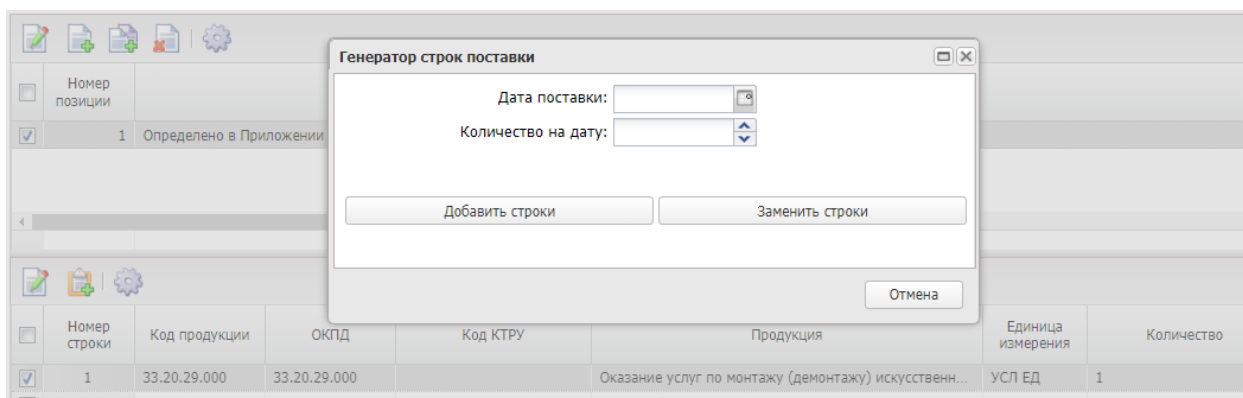 Генератор строк поставки
Номер
позиции
Дата поставки:
Количество на дату:
1 Определено в Приложении
Добавить строки Заменить строки
Отмена
Номер
строки
Код продукции ОКПД Код КТРУ Продукция
Единица
измерения
Количество
1 33.20.29.000 33.20.29.000 Оказание услуг по монтажу (демонтажу) искусственн... УСЛ ЕД 1